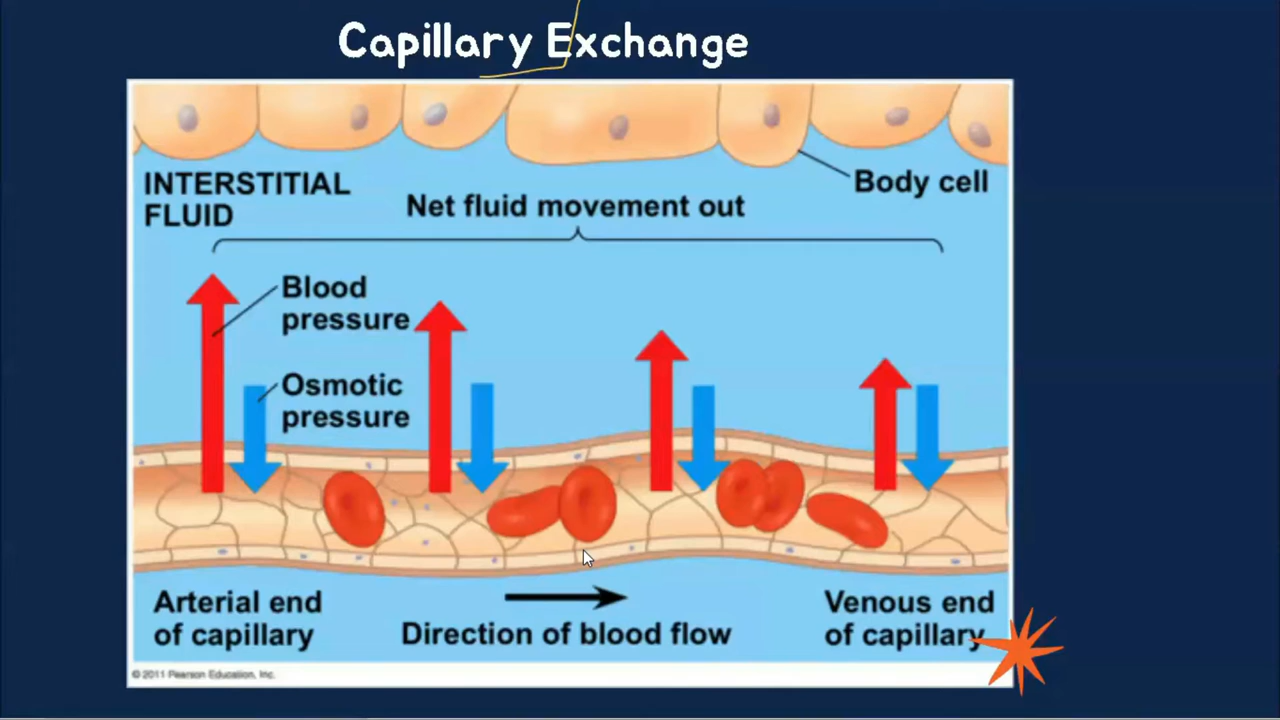 Capillary Exchange
INTERSTITIAL
FLUID
Net fluid movement out
Body cell
Blood
pressure
Osmotic
pressure
Arterial end
of capillary
Direction of blood flow
Venous end
of capillary
© 2011 Pearson Education, Inc.